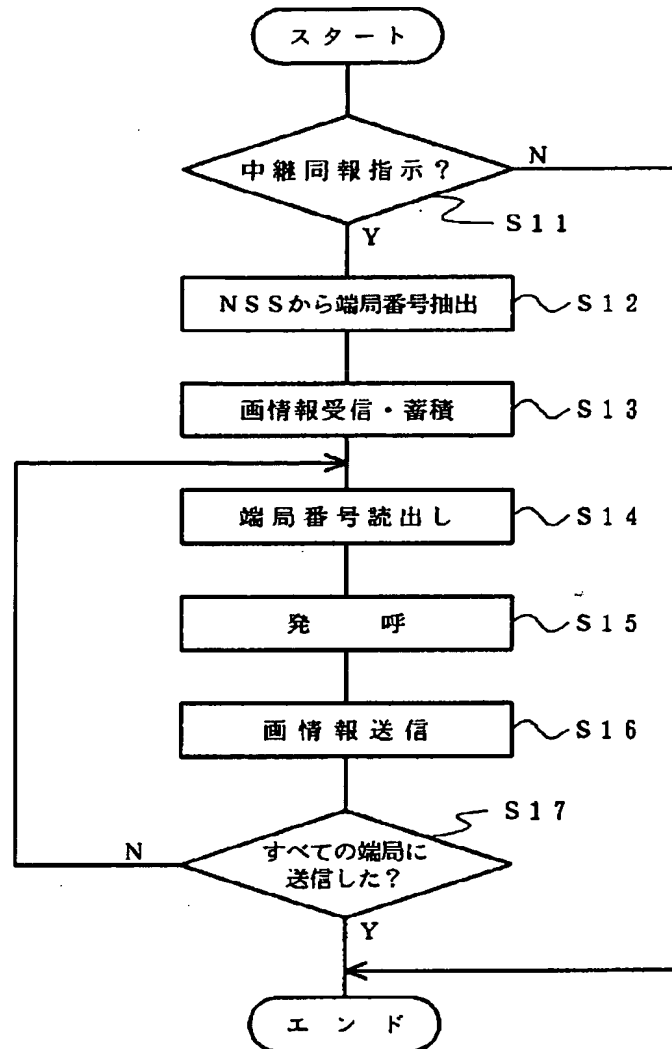 スタート
中継同報指示?
N
S11
Y
NSSから端局番号抽出
S12
画情報受信・蓄積
S13
端局番号読出し
S14
発呼
S15
画情報送信
S16
S17
すべての端局に
送信した?
N
Y
エンド